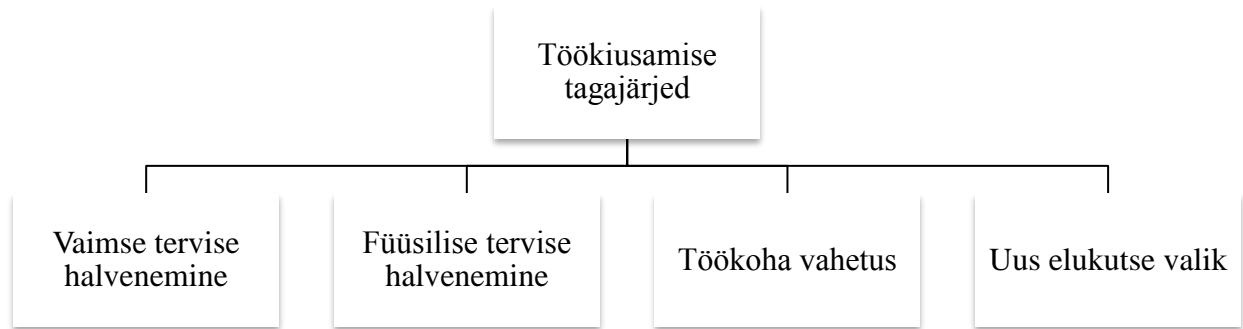 Töökiusamise
tagajärjed
Vaimse tervise
halvenemine
Füüsilise tervise
halvenemine
Töökoha vahetus
Uus elukutse valik